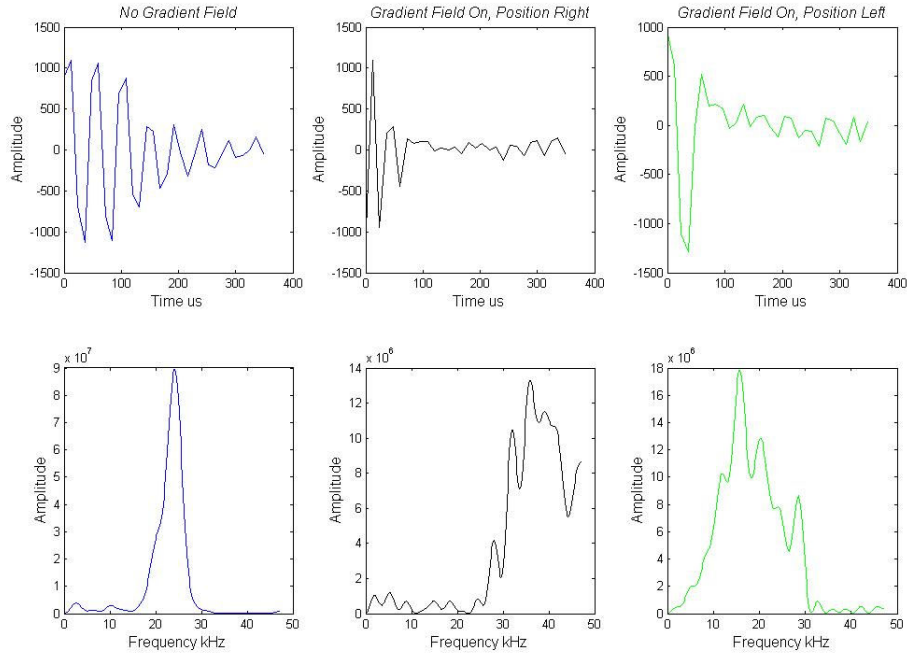 No Gradient Field
Gradient Field On, Position Right
Gradient Field On, Position Left
1500
1000
500
0
-500
-1000
-1500
Amplitude
0 100 200 300 400
Time us
1500
1000
500
0
-500
-1000
-1500
Amplitude
0 100 200 300 400
Time us
1000
500
0
-500
-1000
-1500
Amplitude
0 100 200 300 400
Time us
x 10^7
9
8
7
6
5
4
3
2
1
0
Amplitude
0 10 20 30 40 50
Frequency kHz
x 10^6
14
12
10
8
6
4
2
0
Amplitude
0 10 20 30 40 50
Frequency kHz
x 10^6
18
16
14
12
10
8
6
4
2
0
Amplitude
0 10 20 30 40 50
Frequency kHz